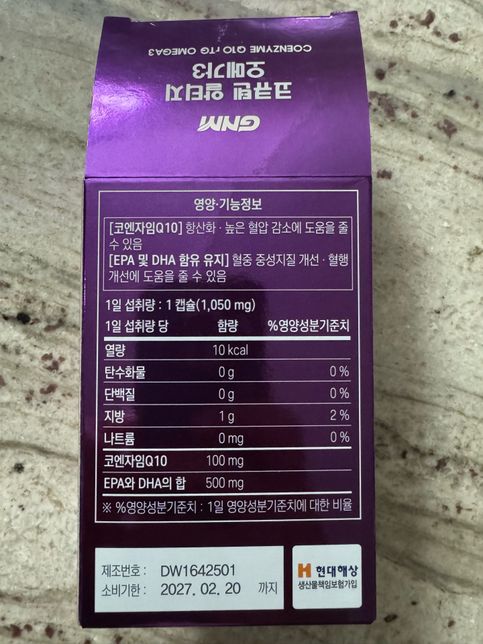 GNM
코큐텐 알티지
오메가3
COENZYME Q10 rTG OMEGA3
영양·기능정보
[코엔자임Q10] 항산화·높은 혈압 감소에 도움을 줄
수 있음
[EPA 및 DHA 함유 유지] 혈중 중성지질 개선·혈행
개선에 도움을 줄 수 있음
1일 섭취량 : 1 캡슐(1,050 mg)
1일 섭취량 당 함량 %영양성분기준치
열량 10 kcal
탄수화물 0 g 0 %
단백질 0 g 0 %
지방 1 g 2 %
나트륨 0 mg 0 %
코엔자임Q10 100 mg
EPA와 DHA의 합 500 mg
※ %영양성분기준치 : 1일 영양성분기준치에 대한 비율
제조번호 : DW1642501
소비기한 : 2027. 02. 20 까지
현대해상
생산물책임보험가입